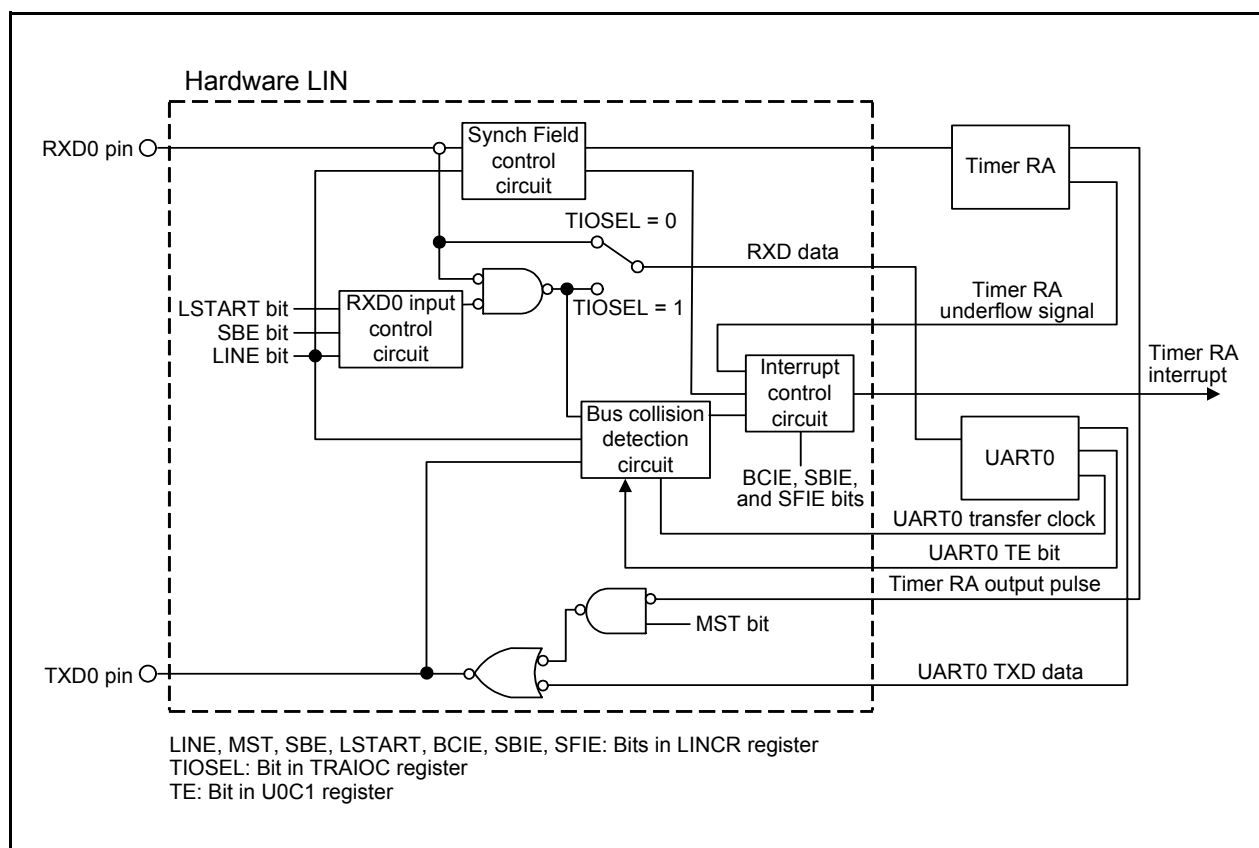 Hardware LIN
RXD0 pin
Synch Field
control
circuit
Timer RA
TIOSEL = 0
RXD data
TIOSEL = 1
LSTART bit
SBE bit
LINE bit
RXD0 input
control
circuit
Timer RA
underflow signal
Timer RA
interrupt
Interrupt
control
circuit
Bus collision
detection
circuit
BCIE, SBIE,
and SFIE bits
UART0
UART0 transfer clock
UART0 TE bit
Timer RA output pulse
MST bit
TXD0 pin
UART0 TXD data
LINE, MST, SBE, LSTART, BCIE, SBIE, SFIE: Bits in LINCR register
TIOSEL: Bit in TRAIOC register
TE: Bit in U0C1 register